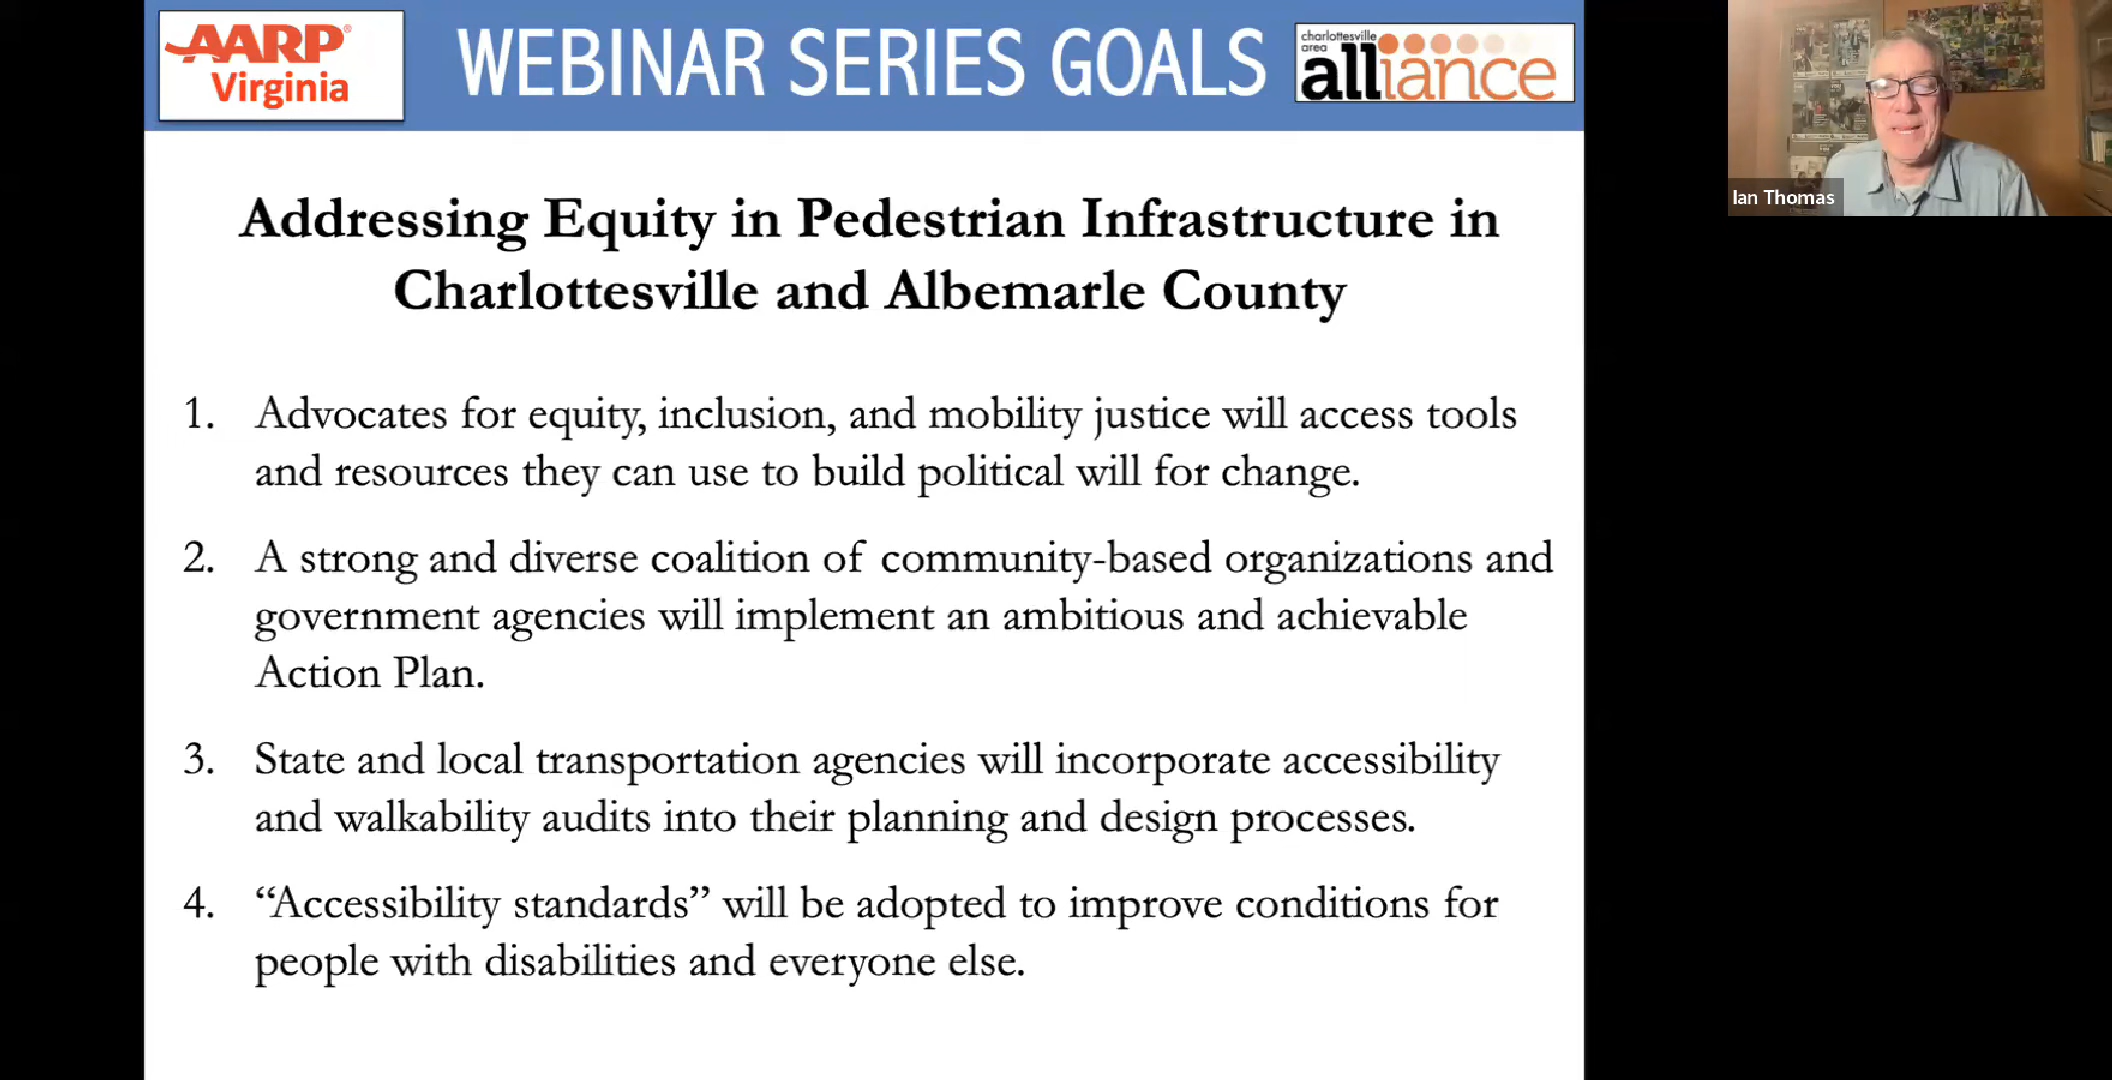 AARP®
Virginia
WEBINAR SERIES GOALS
charlottesville
area
alliance
Addressing Equity in Pedestrian Infrastructure in
Charlottesville and Albemarle County
1. Advocates for equity, inclusion, and mobility justice will access tools
and resources they can use to build political will for change.
2. A strong and diverse coalition of community-based organizations and
government agencies will implement an ambitious and achievable
Action Plan.
3. State and local transportation agencies will incorporate accessibility
and walkability audits into their planning and design processes.
4. “Accessibility standards” will be adopted to improve conditions for
people with disabilities and everyone else.
Ian Thomas